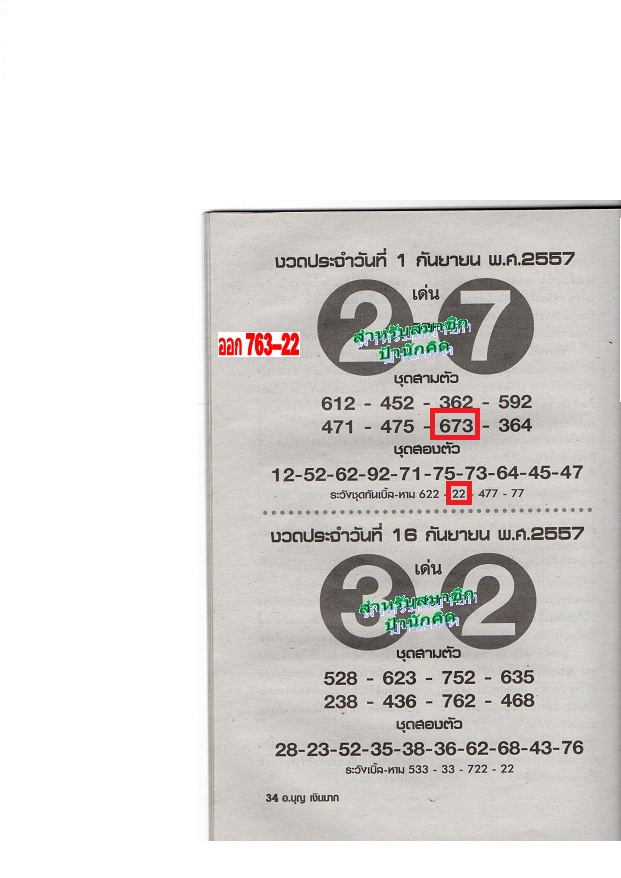 งวดประจำวันที่ 1 กันยายน พ.ศ.2557
เด่น
2 7
สำหรับสมาชิก
ป๋านักคิด
ออก 763-22
ชุดสามตัว
612 - 452 - 362 - 592
471 - 475 - 673 - 364
ชุดสองตัว
12-52-62-92-71-75-73-64-45-47
ระวังชุดกันเบิ้ล-หาม 622 - 22 - 477 - 77
งวดประจำวันที่ 16 กันยายน พ.ศ.2557
เด่น
3 2
สำหรับสมาชิก
ป๋านักคิด
ชุดสามตัว
528 - 623 - 752 - 635
238 - 436 - 762 - 468
ชุดสองตัว
28-23-52-35-38-36-62-68-43-76
ระวังเบิ้ล-หาม 533 - 33 - 722 - 22
34 อ.บุญ เงินมาก